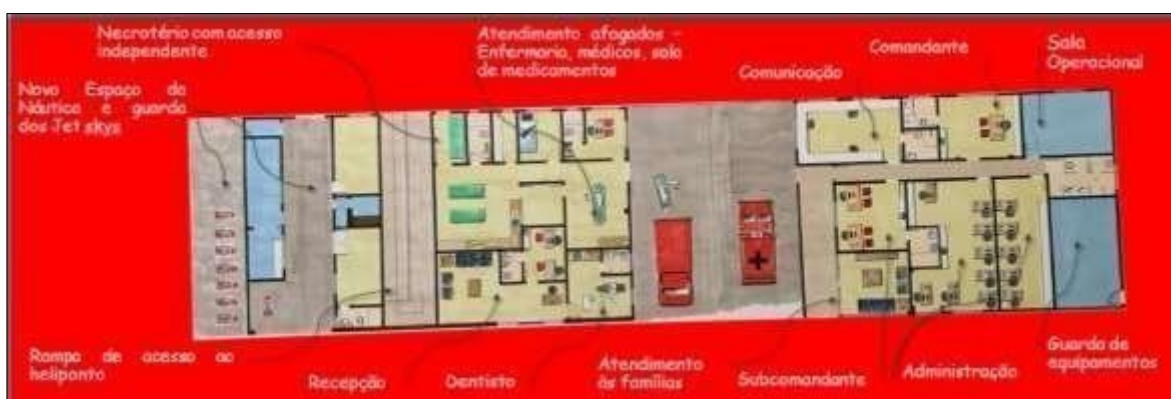 Necrotério com acesso
independente
Atendimento afogados -
Enfermaria, médicos, sala
de medicamentos
Comunicação
Comandante
Sala
Operacional
Novo Espaço da
Náutica e guarda
dos Jet skys
Rampa de acesso ao
heliponto
Recepção
Dentista
Atendimento
às famílias
Subcomandante
Administração
Guarda de
equipamentos